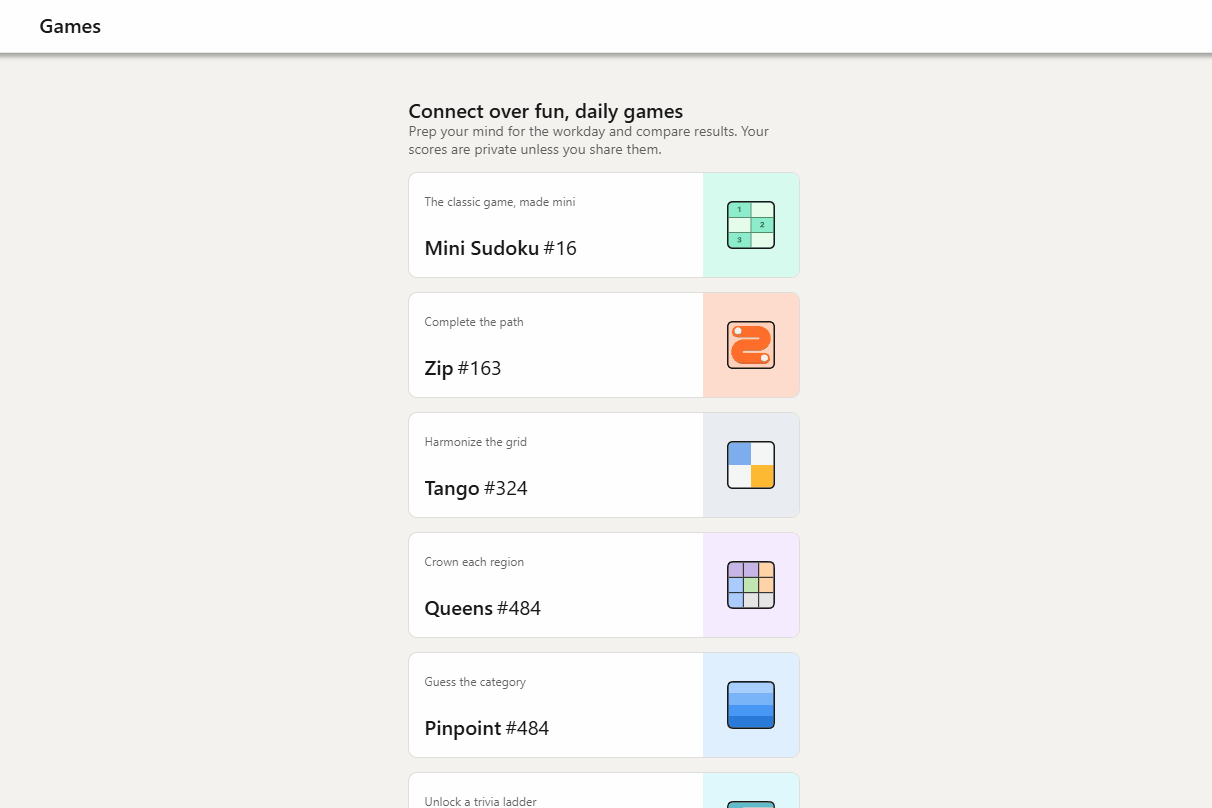 Games
Connect over fun, daily games
Prep your mind for the workday and compare results. Your
scores are private unless you share them.
The classic game, made mini
Mini Sudoku #16
1
2
3
Complete the path
Zip #163
Harmonize the grid
Tango #324
Crown each region
Queens #484
Guess the category
Pinpoint #484
Unlock a trivia ladder